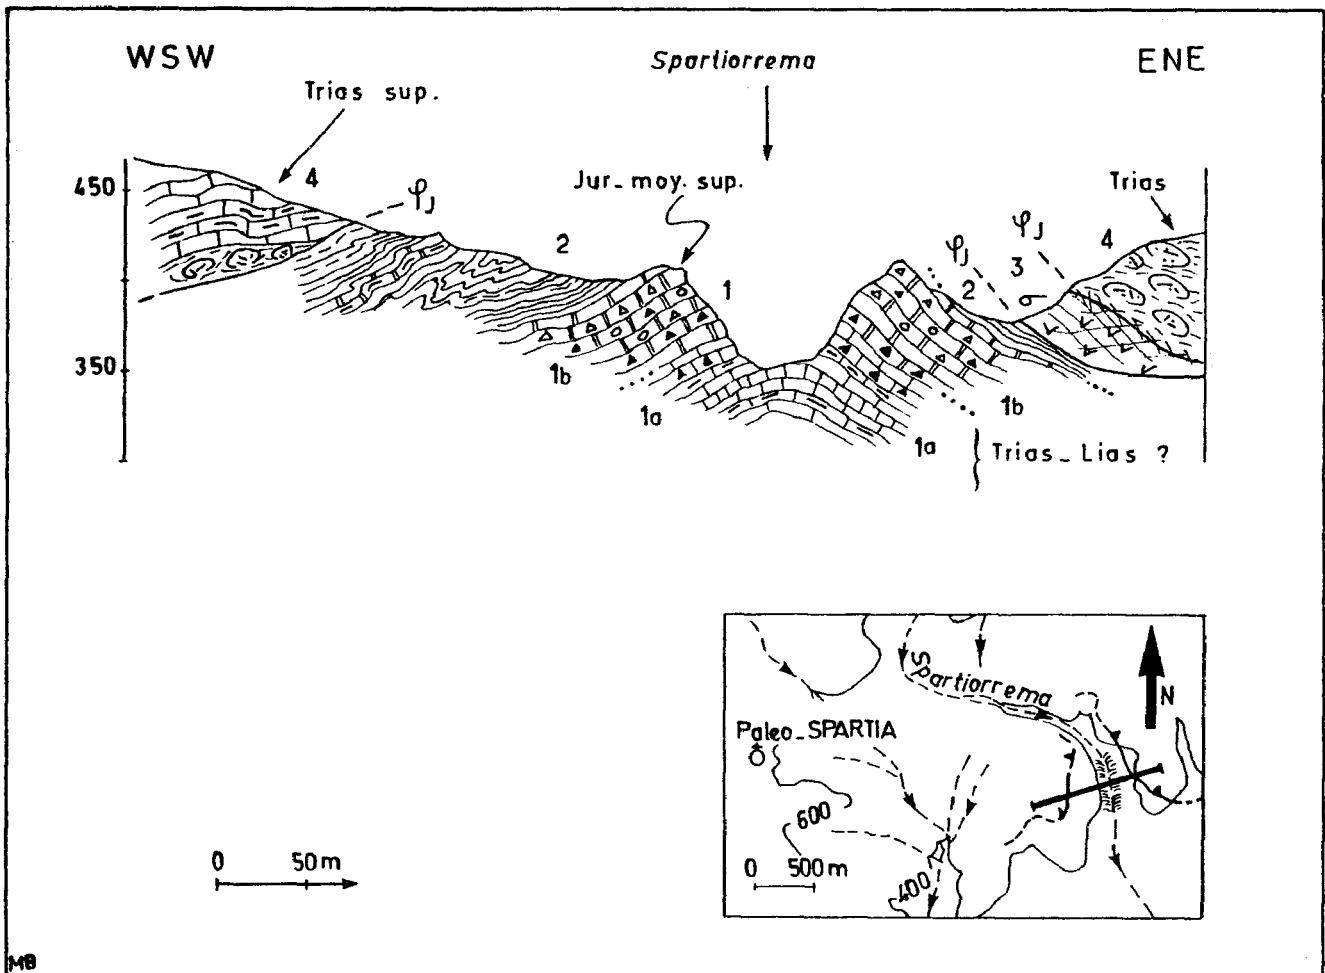 WSW
Spartiorrema
ENE
Trias sup.
450
4
φJ
Jur_moy. sup.
Trias
2
1
φJ
2
φJ
3
σ
4
350
1b
1a
1b
1a
Trias_Lias ?
Spartiorrema
N
Paleo_SPARTIA
600
400
0 500m
0 50m
MB